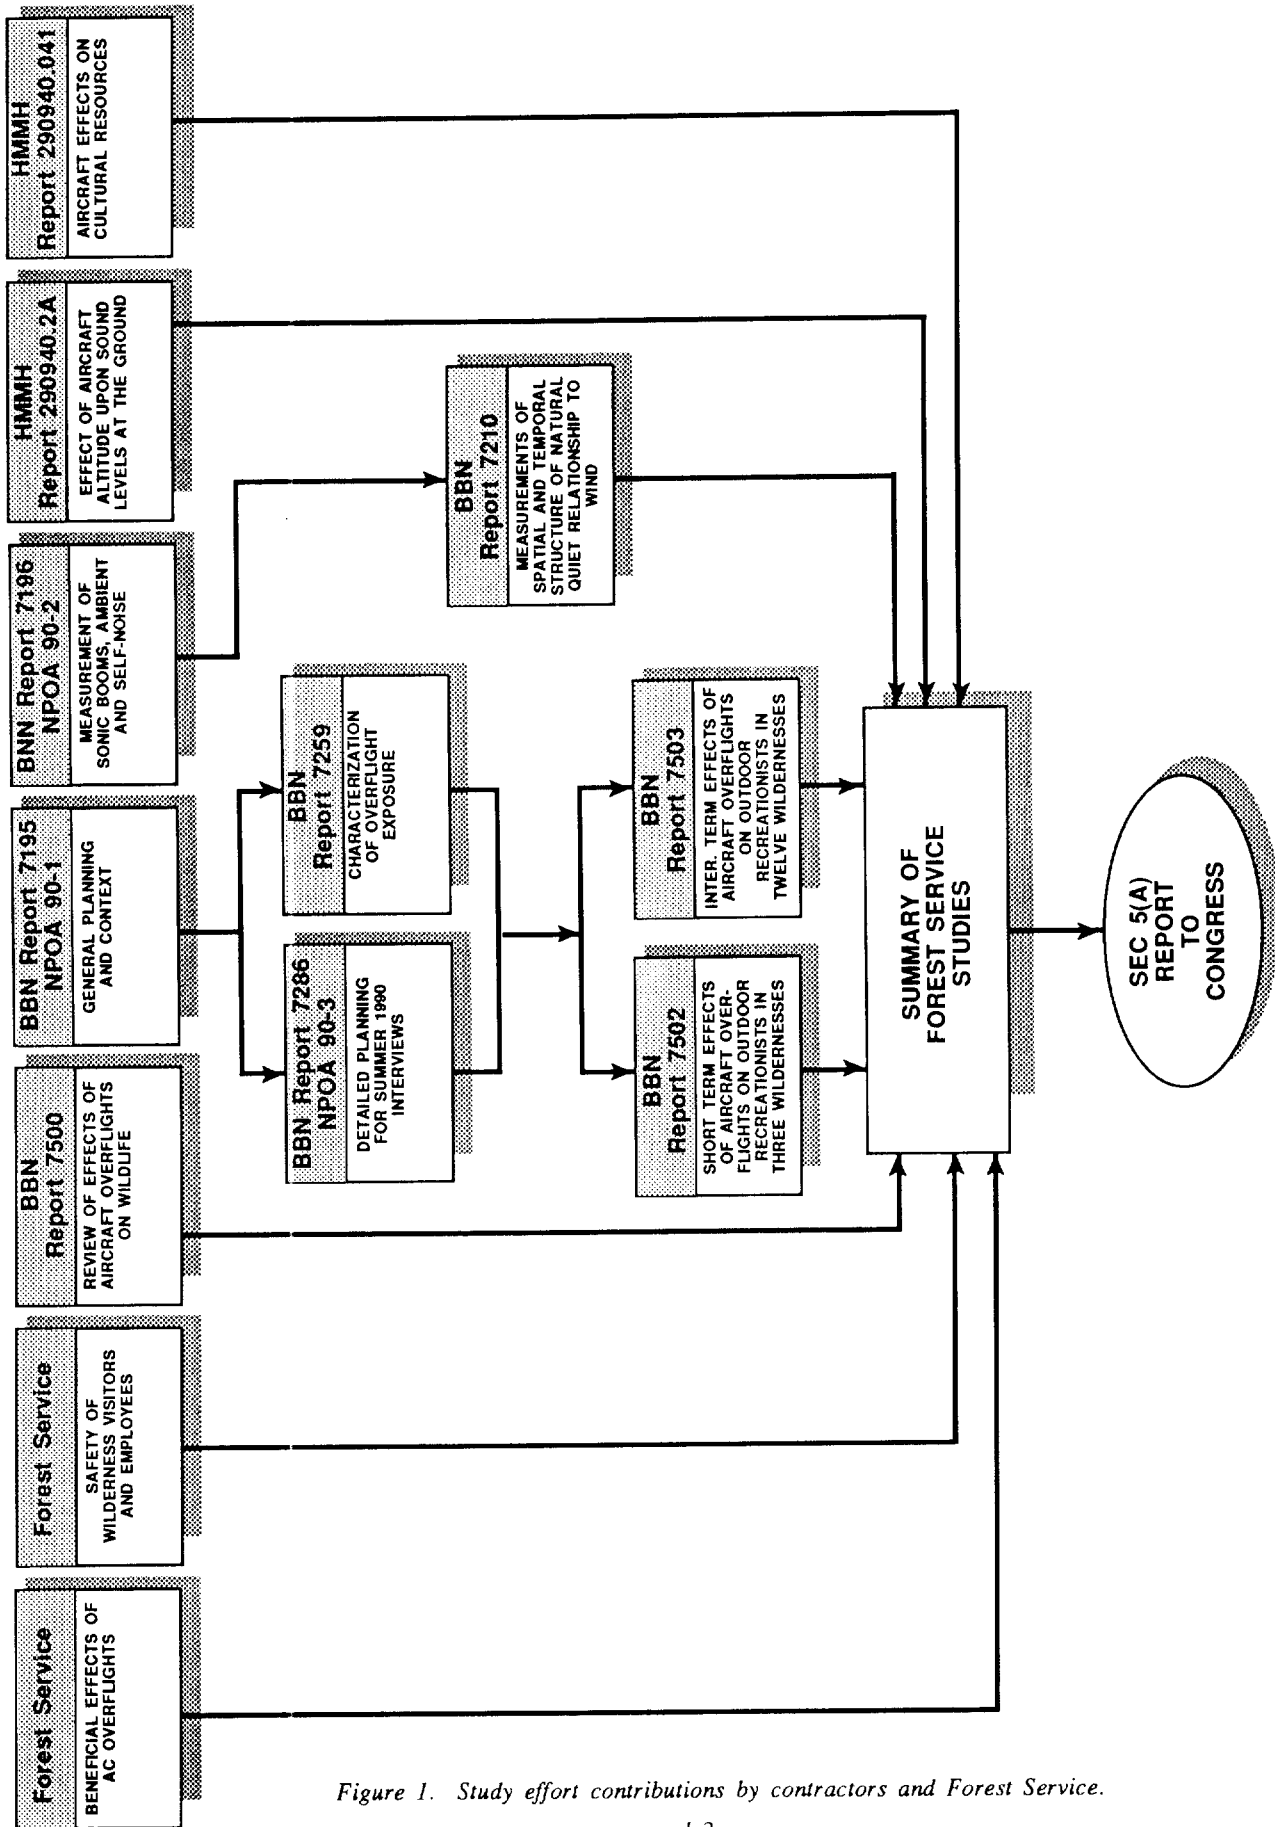 Forest Service
BENEFICIAL EFFECTS OF
AC OVERFLIGHTS
Forest Service
SAFETY OF
WILDERNESS VISITORS
AND EMPLOYEES
BBN
Report 7500
REVIEW OF EFFECTS OF
AIRCRAFT OVERFLIGHTS
ON WILDLIFE
BBN Report 7195
NPOA 90-1
GENERAL PLANNING
AND CONTEXT
BNN Report 7196
NPOA 90-2
MEASUREMENT OF
SONIC BOOMS, AMBIENT
AND SELF-NOISE
HMMH
Report 290940.2A
EFFECT OF AIRCRAFT
ALTITUDE UPON SOUND
LEVELS AT THE GROUND
HMMH
Report 290940.041
AIRCRAFT EFFECTS ON
CULTURAL RESOURCES
BBN Report 7286
NPOA 90-3
DETAILED PLANNING
FOR SUMMER 1990
INTERVIEWS
BBN
Report 7259
CHARACTERIZATION
OF OVERFLIGHT
EXPOSURE
BBN
Report 7210
MEASUREMENTS OF
SPATIAL AND TEMPORAL
STRUCTURE OF NATURAL
QUIET RELATIONSHIP TO
WIND
BBN
Report 7502
SHORT TERM EFFECTS
OF AIRCRAFT OVER-
FLIGHTS ON OUTDOOR
RECREATIONISTS IN
THREE WILDERNESSES
BBN
Report 7503
INTER. TERM EFFECTS OF
AIRCRAFT OVERFLIGHTS
ON OUTDOOR
RECREATIONISTS IN
TWELVE WILDERNESSES
SUMMARY OF
FOREST SERVICE
STUDIES
SEC 5(A)
REPORT
TO
CONGRESS
Figure 1. Study effort contributions by contractors and Forest Service.